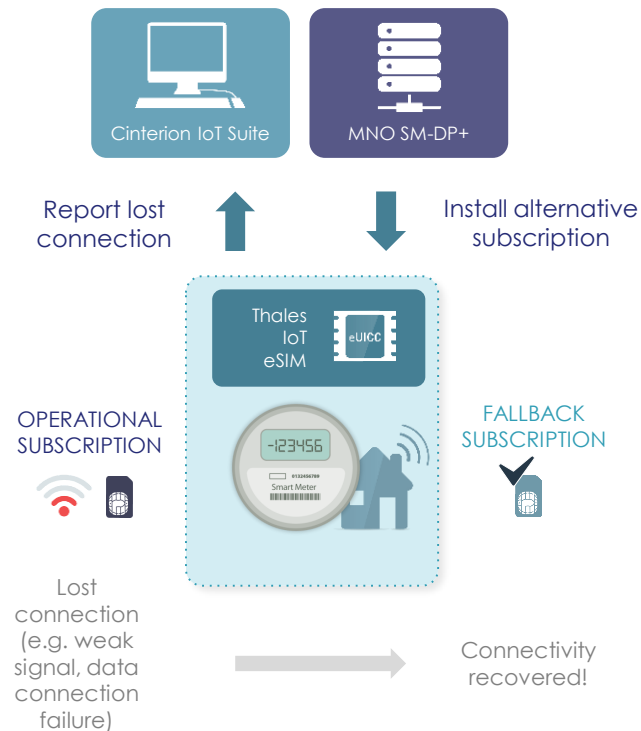 Cinterion IoT Suite
MNO SM-DP+
Report lost
connection
Install alternative
subscription
Thales
IoT
eSIM
eUICC
OPERATIONAL
SUBSCRIPTION
-123456
0132456789
Smart Meter
FALLBACK
SUBSCRIPTION
Lost
connection
(e.g. weak
signal, data
connection
failure)
Connectivity
recovered!